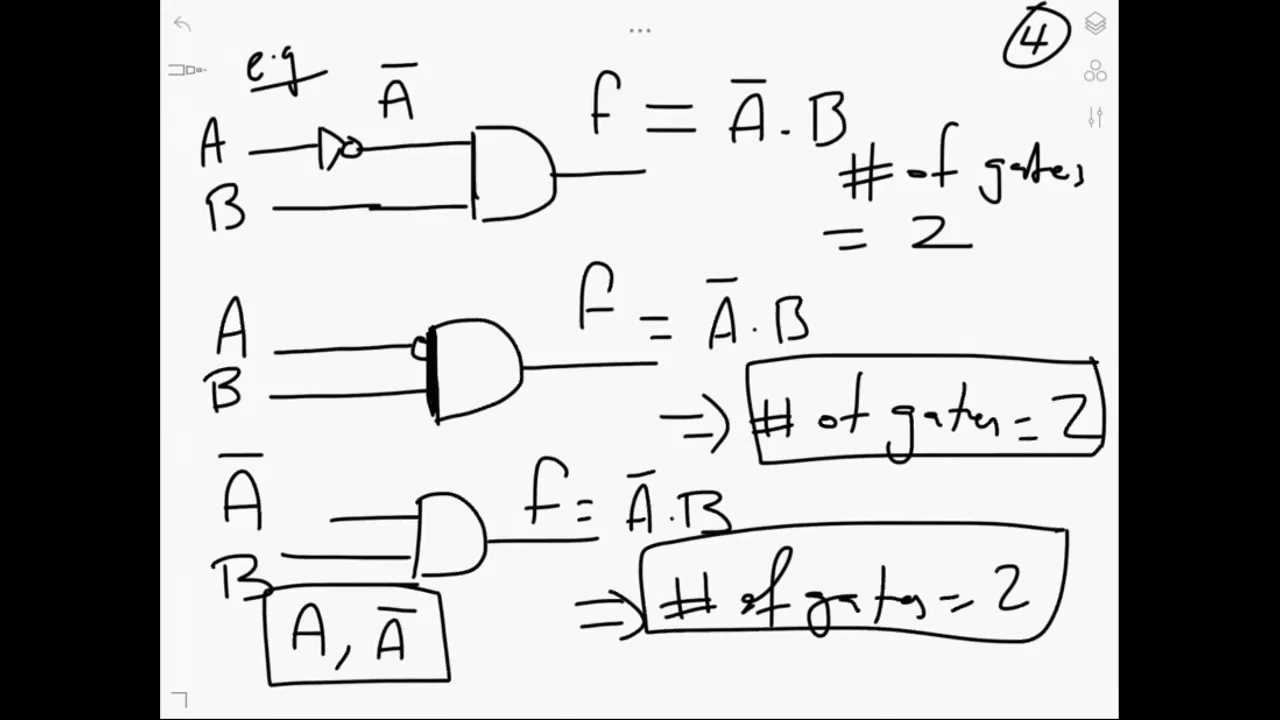 ④
e.g
A
Ā
B
f = Ā . B
# of gates
= 2
A
B
f = Ā . B
=> # of gates = 2
Ā
B
f = Ā . B
A, Ā
=> # of gates = 2